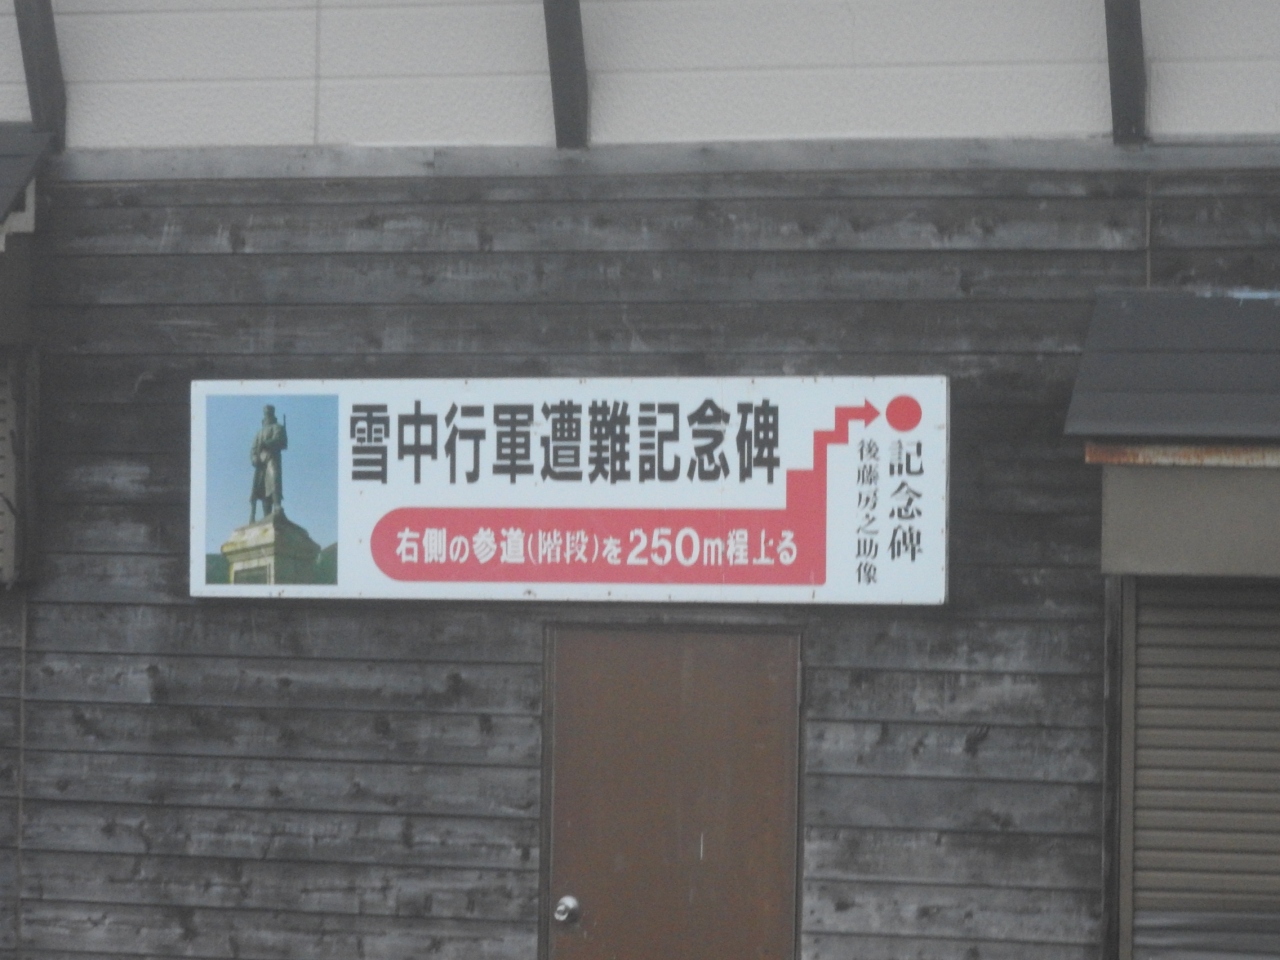 雪中行軍遭難記念碑
右側の参道(階段)を250m程上る
記念碑
後藤房之助像